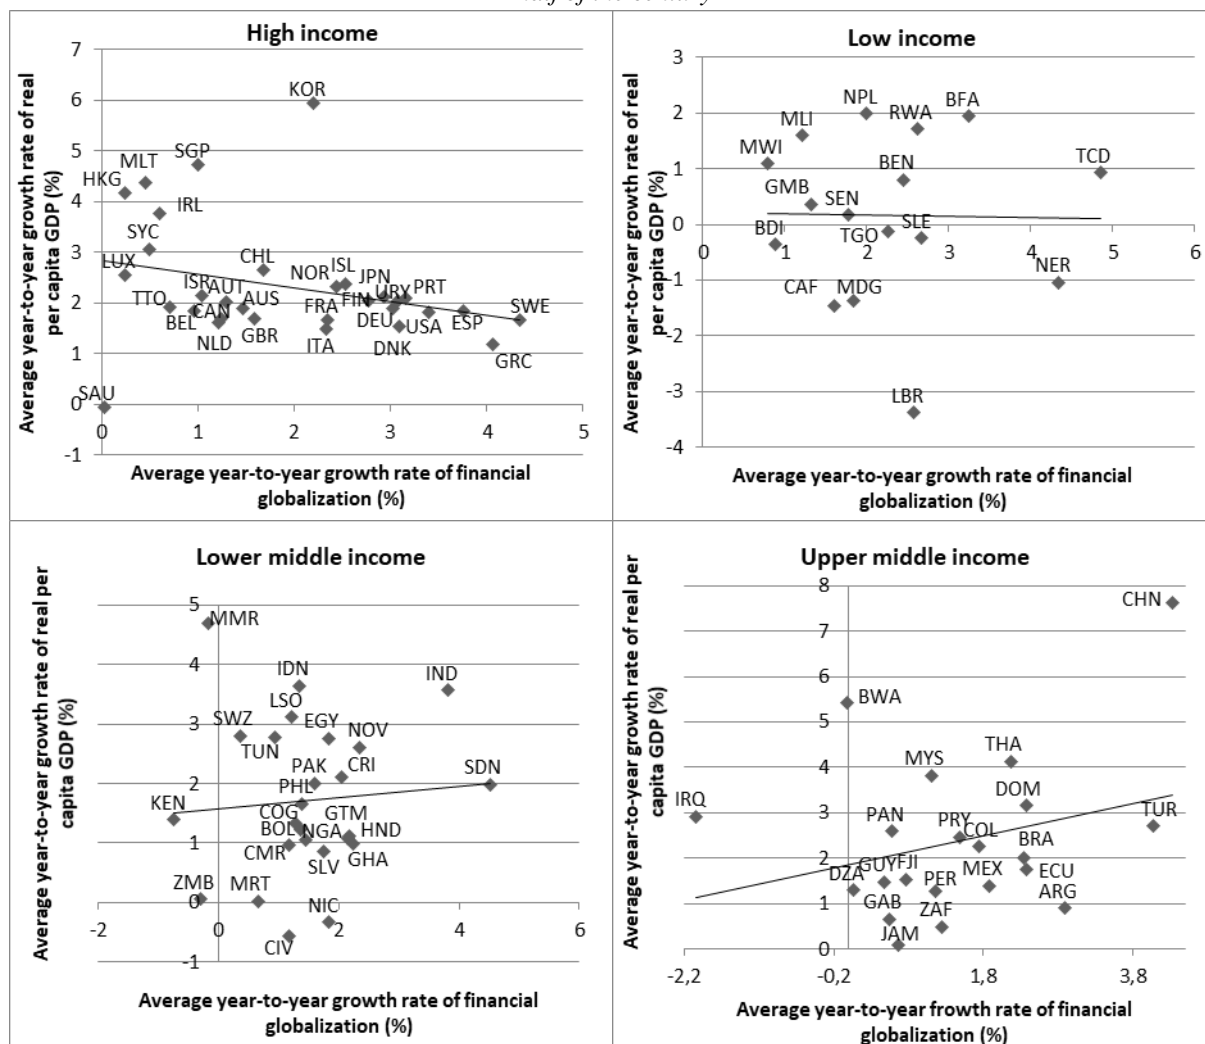 High income
7
6
5
4
3
2
1
0
-1
0
1
2
3
4
5
Average year-to-year growth rate of real
per capita GDP (%)
KOR
SGP
MLT
HKG
IRL
SYC
LUX
CHL
NOR
ISL
JPN
URY
PRT
ISR
AUT
TTO
CAN
AUS
FRA
FIN
SWE
BEL
NLD
GBR
ITA
DEU
DNK
USA
ESP
GRC
SAU
Average year-to-year growth rate of financial
globalization (%)
Low income
3
2
1
0
-1
-2
-3
-4
0
1
2
3
4
5
6
Average year-to-year growth rate of real
per capita GDP (%)
NPL
BFA
RWA
MLI
MWI
BEN
TCD
GMB
SEN
SLE
BDI
TGO
NER
CAF
MDG
LBR
Average year-to-year growth rate of financial
globalization (%)
Lower middle income
5
4
3
2
1
0
-1
-2
0
2
4
6
Average year-to-year growth rate of real per
capita GDP (%)
MMR
IDN
IND
LSO
SWZ
EGY
NOV
TUN
PAK
CRI
SDN
PHL
KEN
COG
GTM
BOL
NGA
HND
CMR
SLV
GHA
ZMB
MRT
NIC
CIV
Average year-to-year growth rate of financial
globalization (%)
Upper middle income
8
7
6
5
4
3
2
1
0
-2,2
-0,2
1,8
3,8
Average year-to-year growth rate of real per
capita GDP (%)
CHN
BWA
THA
MYS
DOM
IRQ
PAN
PRY
COL
TUR
BRA
GUY
FJI
DZA
PER
MEX
ECU
ARG
GAB
ZAF
JAM
Average year-to-year frowth rate of financial
globalization (%)